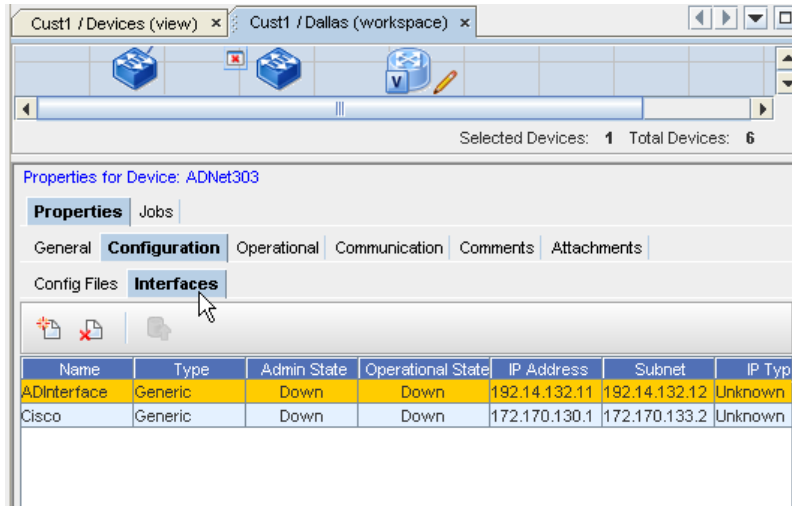 Cust1 / Devices (view) × Cust1 / Dallas (workspace) ×
V
Selected Devices: 1 Total Devices: 6
Properties for Device: ADNet303
Properties Jobs
General Configuration Operational Communication Comments Attachments
Config Files Interfaces
Name Type Admin State Operational State IP Address Subnet IP Typ
ADInterface Generic Down Down 192.14.132.11 192.14.132.12 Unknown
Cisco Generic Down Down 172.170.130.1 172.170.133.2 Unknown